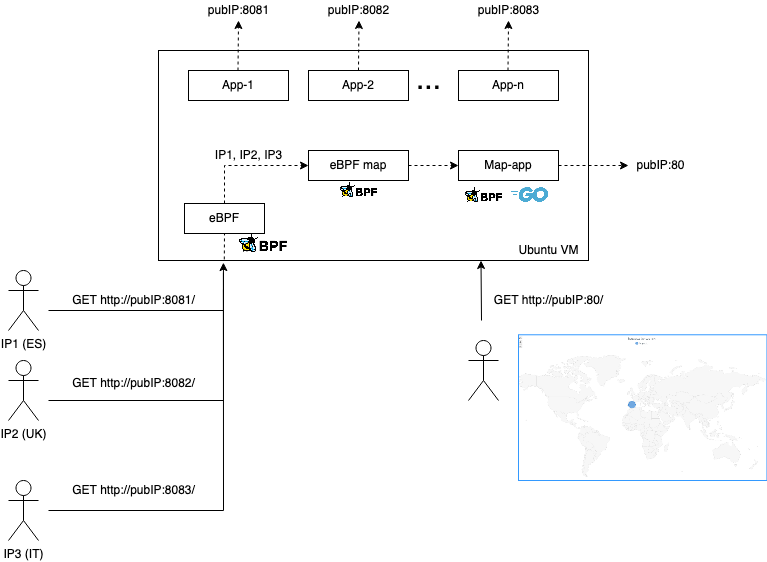 pubIP:8081
pubIP:8082
pubIP:8083
App-1
App-2
...
App-n
IP1, IP2, IP3
eBPF map
Map-app
pubIP:80
BPF
BPF
GO
eBPF
BPF
Ubuntu VM
GET http://pubIP:8081/
GET http://pubIP:80/
IP1 (ES)
GET http://pubIP:8082/
IP2 (UK)
GET http://pubIP:8083/
IP3 (IT)